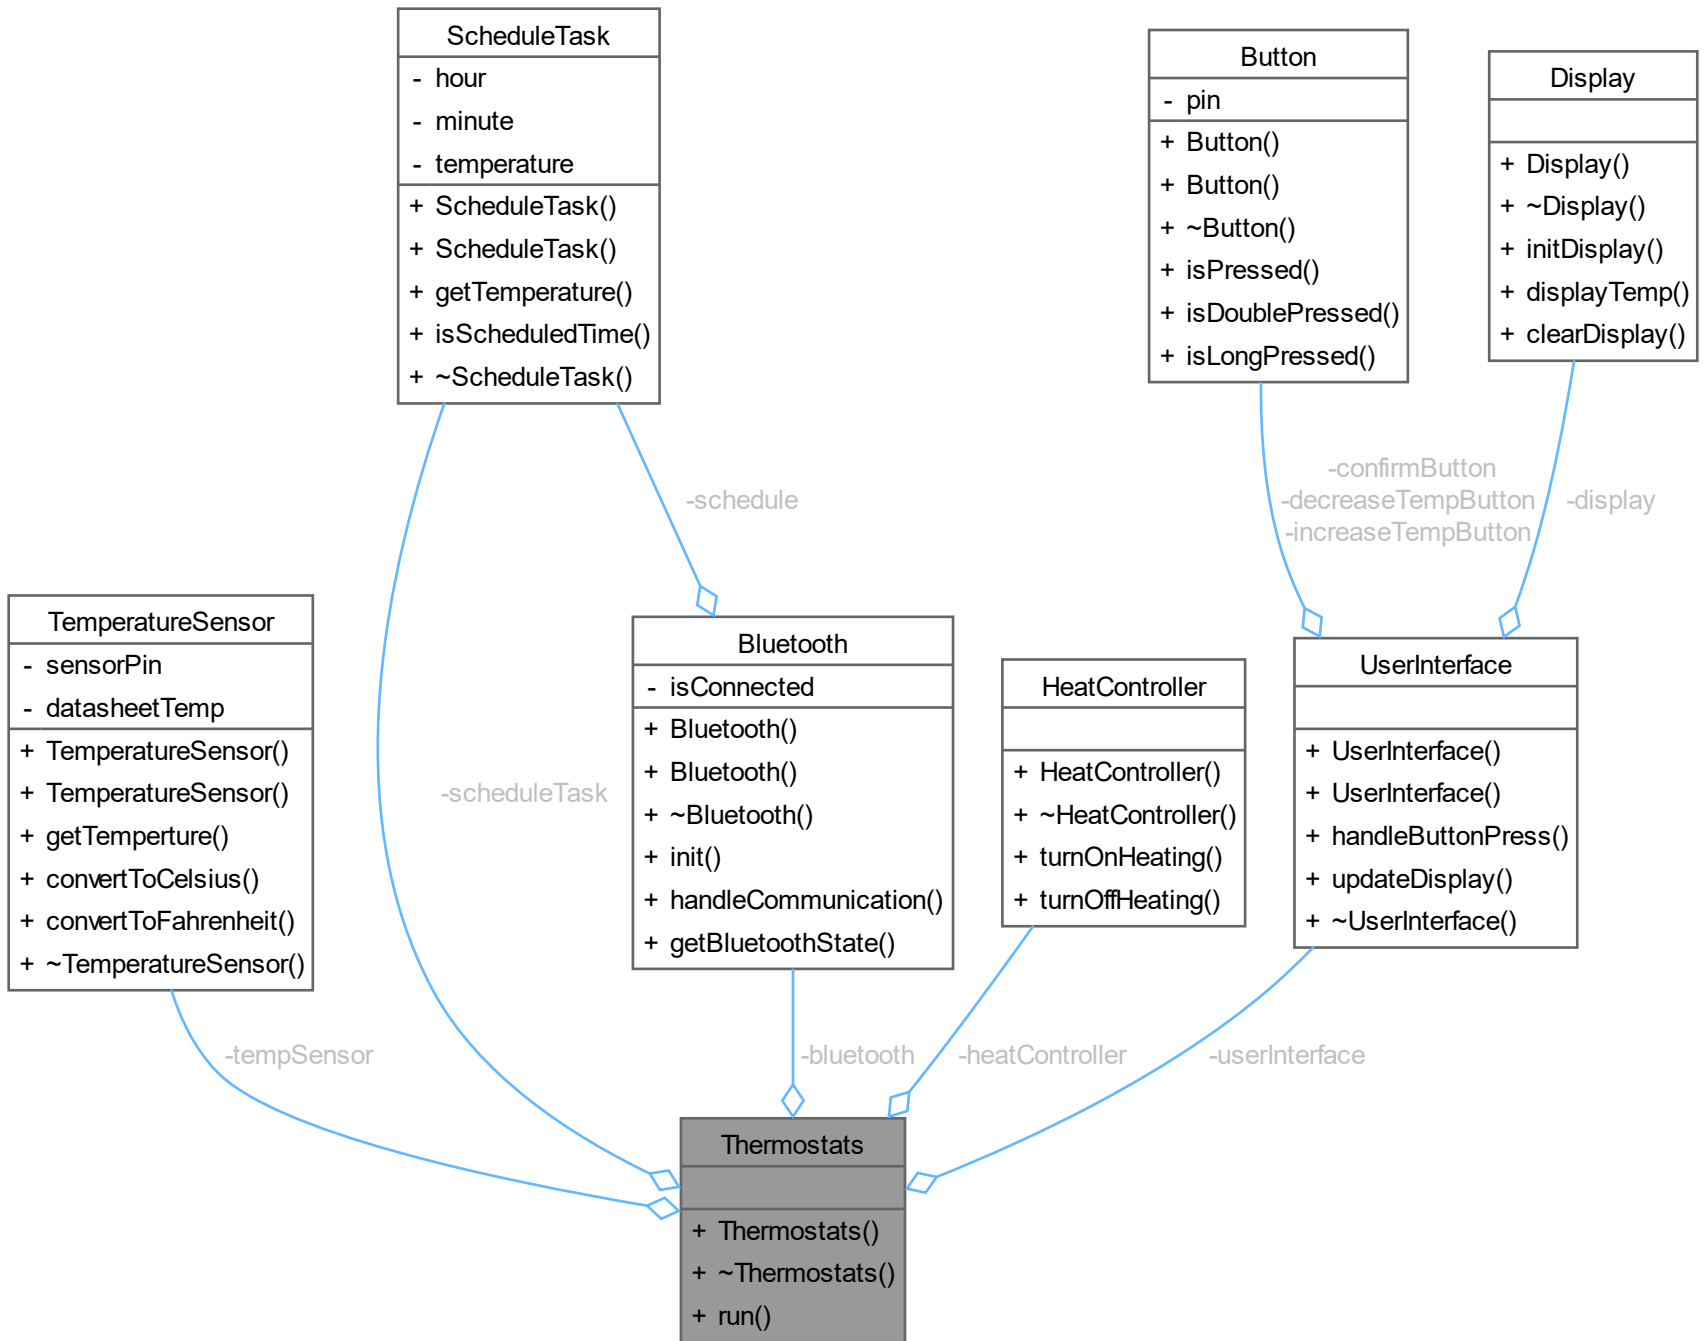 ScheduleTask
- hour
- minute
- temperature
+ ScheduleTask()
+ ScheduleTask()
+ getTemperature()
+ isScheduledTime()
+ ~ScheduleTask()
Button
- pin
+ Button()
+ Button()
+ ~Button()
+ isPressed()
+ isDoublePressed()
+ isLongPressed()
Display
+ Display()
+ ~Display()
+ initDisplay()
+ displayTemp()
+ clearDisplay()
-schedule
-confirmButton
-decreaseTempButton
-increaseTempButton
-display
TemperatureSensor
- sensorPin
- datasheetTemp
+ TemperatureSensor()
+ TemperatureSensor()
+ getTemperture()
+ convertToCelsius()
+ convertToFahrenheit()
+ ~TemperatureSensor()
-scheduleTask
Bluetooth
- isConnected
+ Bluetooth()
+ Bluetooth()
+ ~Bluetooth()
+ init()
+ handleCommunication()
+ getBluetoothState()
HeatController
+ HeatController()
+ ~HeatController()
+ turnOnHeating()
+ turnOffHeating()
UserInterface
+ UserInterface()
+ UserInterface()
+ handleButtonPress()
+ updateDisplay()
+ ~UserInterface()
-tempSensor
-bluetooth
-heatController
-userInterface
Thermostats
+ Thermostats()
+ ~Thermostats()
+ run()